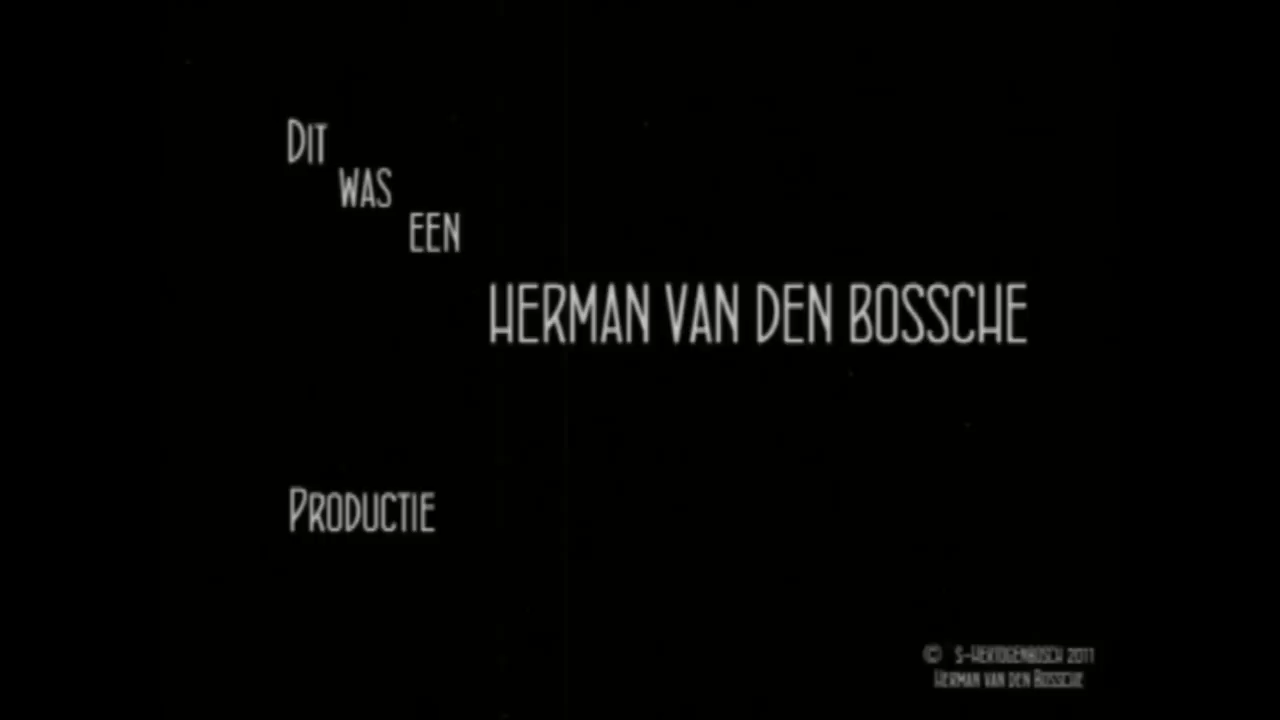 DIT
WAS
EEN
HERMAN VAN DEN BOSSCHE
PRODUCTIE
© S-HERTOGENBOSCH 2011
HERMAN VAN DEN BOSSCHE